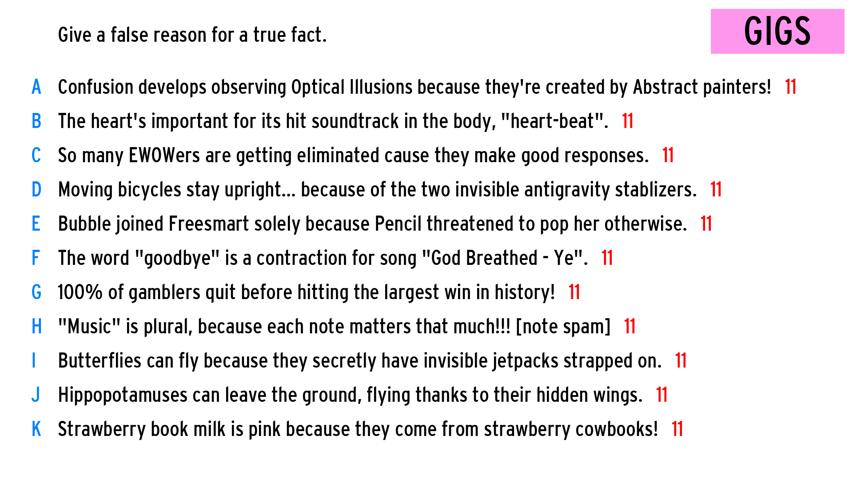 Give a false reason for a true fact.
GIGS
A Confusion develops observing Optical Illusions because they're created by Abstract painters! 11
B The heart's important for its hit soundtrack in the body, "heart-beat". 11
C So many EWOWers are getting eliminated cause they make good responses. 11
D Moving bicycles stay upright... because of the two invisible antigravity stablizers. 11
E Bubble joined Freesmart solely because Pencil threatened to pop her otherwise. 11
F The word "goodbye" is a contraction for song "God Breathed - Ye". 11
G 100% of gamblers quit before hitting the largest win in history! 11
H "Music" is plural, because each note matters that much!!! [note spam] 11
I Butterflies can fly because they secretly have invisible jetpacks strapped on. 11
J Hippopotamuses can leave the ground, flying thanks to their hidden wings. 11
K Strawberry book milk is pink because they come from strawberry cowbooks! 11